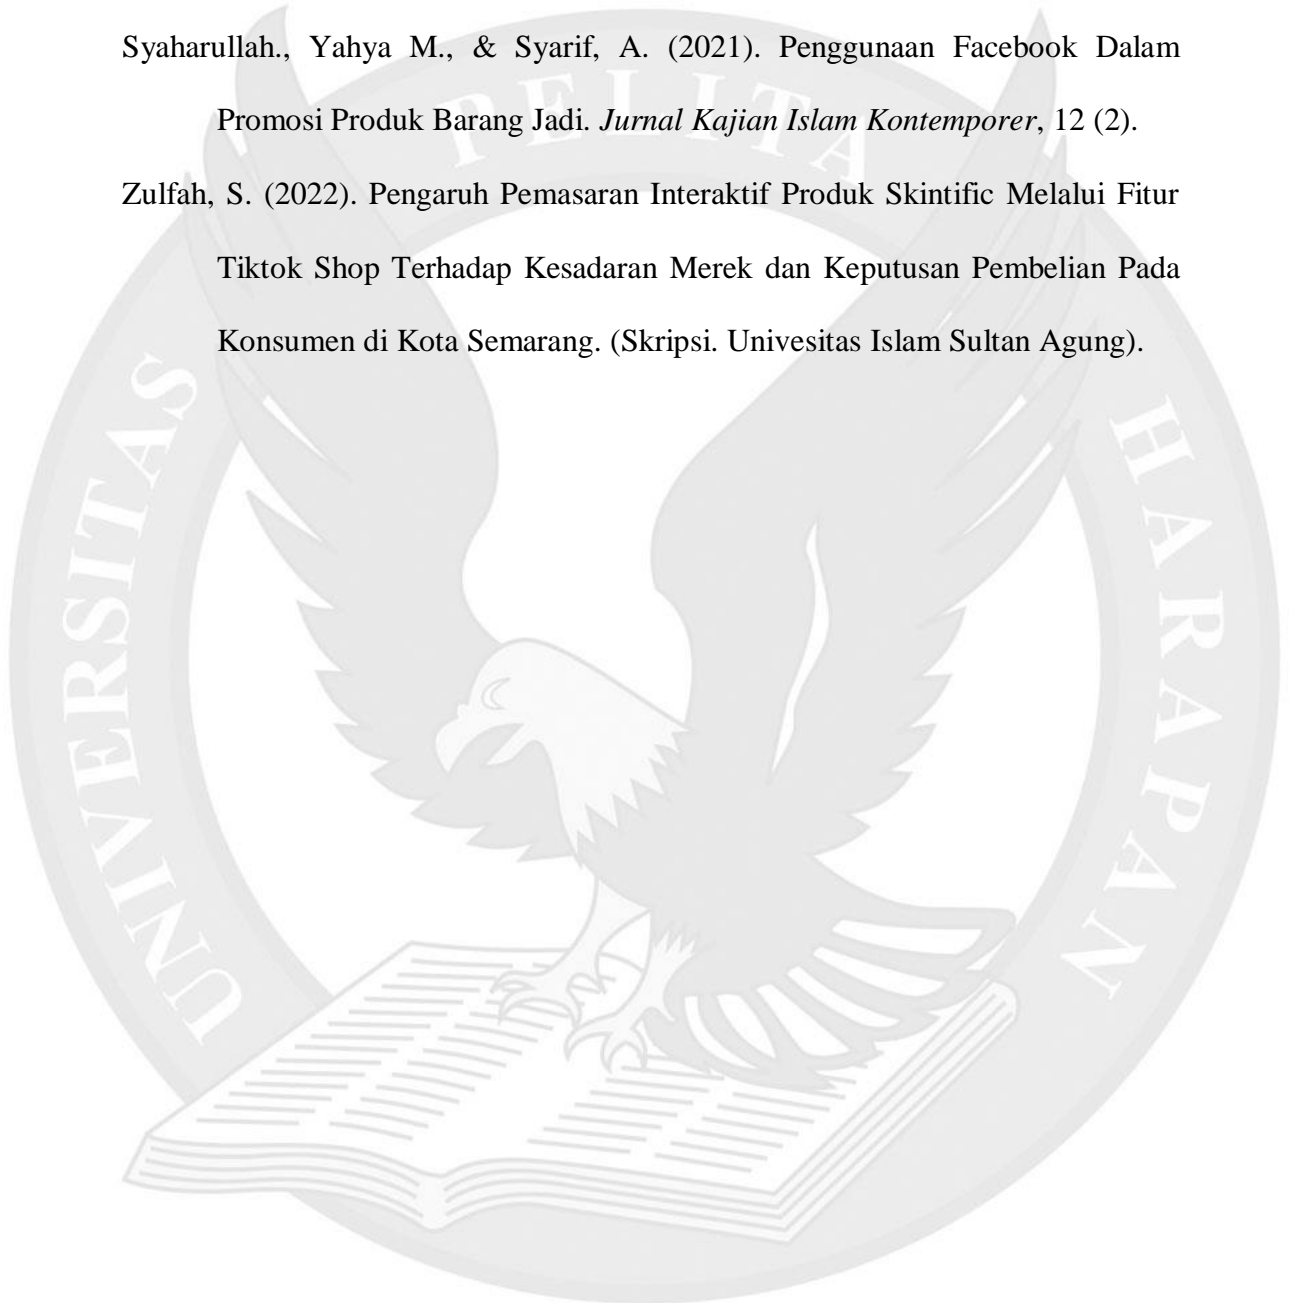 Syaharullah., Yahya M., & Syarif, A. (2021). Penggunaan Facebook Dalam
Promosi Produk Barang Jadi. Jurnal Kajian Islam Kontemporer, 12 (2).
Zulfah, S. (2022). Pengaruh Pemasaran Interaktif Produk Skintific Melalui Fitur
Tiktok Shop Terhadap Kesadaran Merek dan Keputusan Pembelian Pada
Konsumen di Kota Semarang. (Skripsi. Univesitas Islam Sultan Agung).
UNIVERSITAS
PELITA
HARAPAN